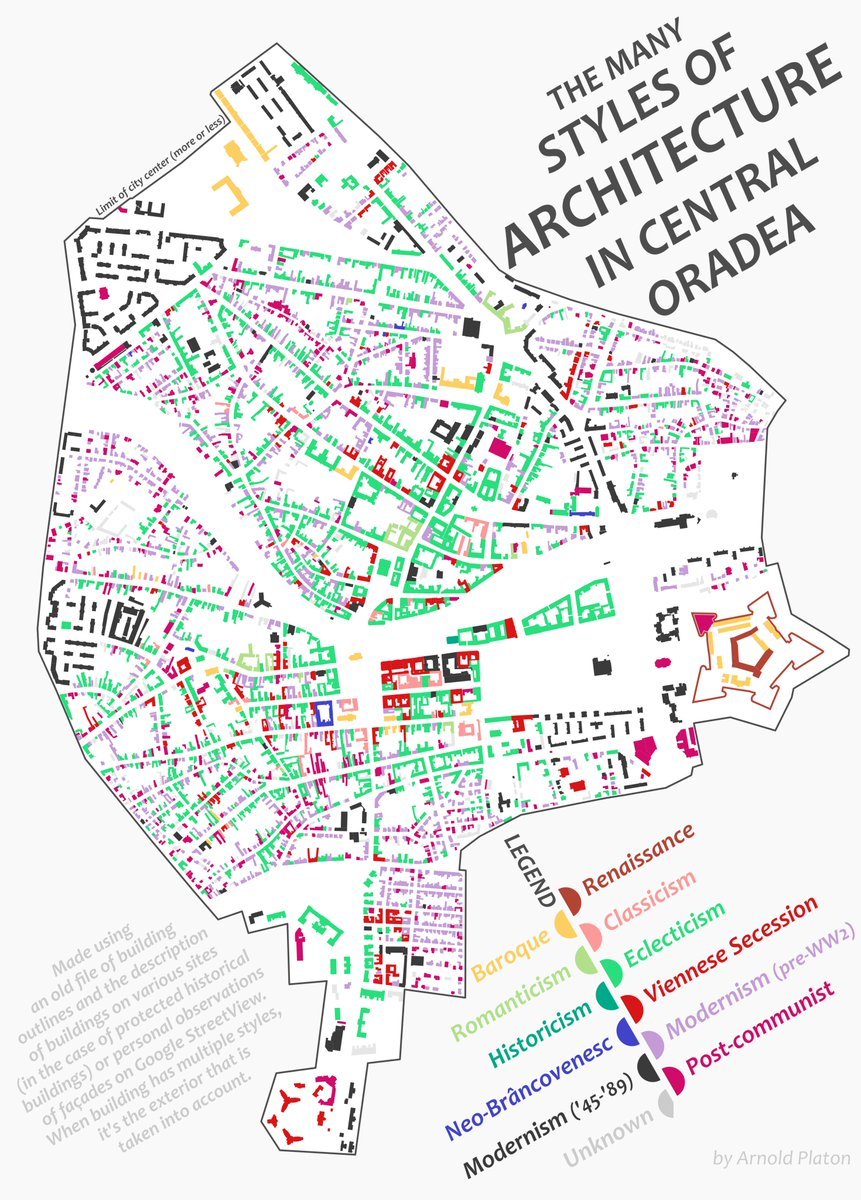 THE MANY
STYLES OF
ARCHITECTURE
IN CENTRAL
ORADEA
Limit of city center (more or less)
LEGEND
Renaissance
Baroque
Classicism
Romanticism
Eclecticism
Historicism
Viennese Secession
Neo-Brâncovenesc
Modernism (pre-WW2)
Modernism ('45-'89)
Post-communist
Unknown
Made using
an old file of building
outlines and the description
of buildings on various sites
(in the case of protected historical
buildings) or personal observations
of façades on Google StreetView.
When building has multiple styles,
it's the exterior that is
taken into account.
by Arnold Platon